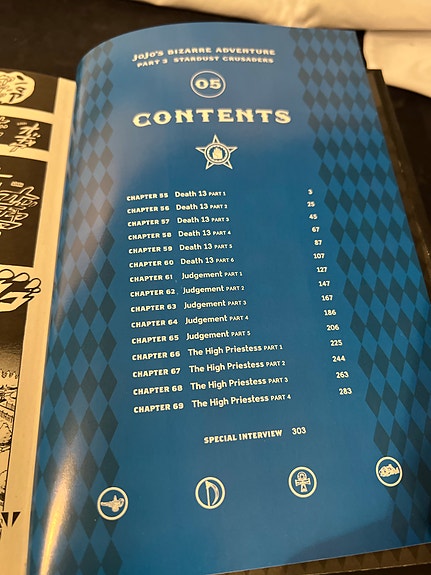 JoJo's BIZARRE ADVENTURE
PART 3 STARDUST CRUSADERS
05
CONTENTS
CHAPTER 55 Death 13 PART 1 3
CHAPTER 56 Death 13 PART 2 25
CHAPTER 57 Death 13 PART 3 45
CHAPTER 58 Death 13 PART 4 67
CHAPTER 59 Death 13 PART 5 87
CHAPTER 60 Death 13 PART 6 107
CHAPTER 61 Judgement PART 1 127
CHAPTER 62 Judgement PART 2 147
CHAPTER 63 Judgement PART 3 167
CHAPTER 64 Judgement PART 4 186
CHAPTER 65 Judgement PART 5 206
CHAPTER 66 The High Priestess PART 1 225
CHAPTER 67 The High Priestess PART 2 244
CHAPTER 68 The High Priestess PART 3 263
CHAPTER 69 The High Priestess PART 4 283
SPECIAL INTERVIEW 303